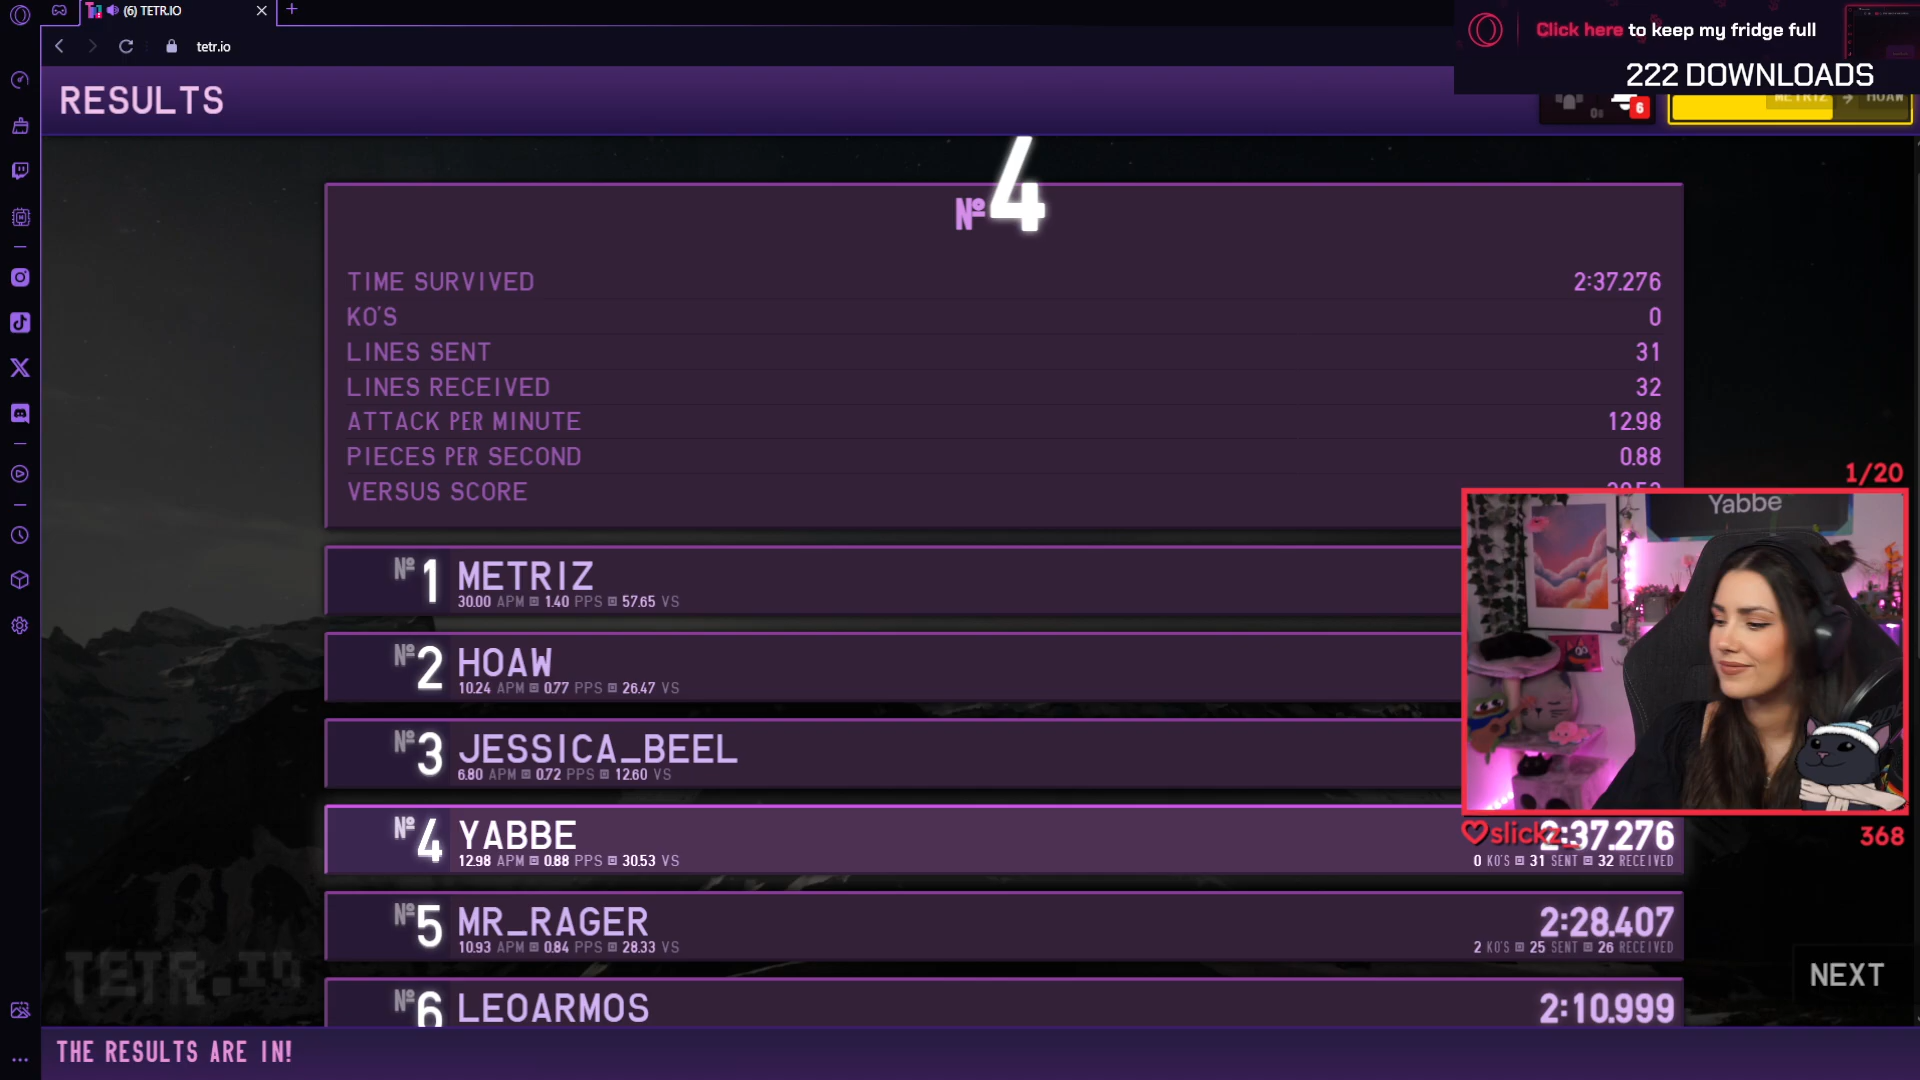 (6) TETR.IO
tetr.io
Click here to keep my fridge full
222 DOWNLOADS
RESULTS
6
METRIZ → HOAW
Nº4
TIME SURVIVED 2:37.276
KO'S 0
LINES SENT 31
LINES RECEIVED 32
ATTACK PER MINUTE 12.98
PIECES PER SECOND 0.88
VERSUS SCORE
1/20
Yabbe
Nº1 METRIZ
30.00 APM 1.40 PPS 57.65 VS
Nº2 HOAW
10.24 APM 0.77 PPS 26.47 VS
Nº3 JESSICA_BEEL
6.80 APM 0.72 PPS 12.60 VS
Nº4 YABBE 2:37.276
12.98 APM 0.88 PPS 30.53 VS 0 KO'S 31 SENT 32 RECEIVED
slickz_
368
Nº5 MR_RAGER 2:28.407
10.93 APM 0.84 PPS 28.33 VS 2 KO'S 25 SENT 26 RECEIVED
Nº6 LEOARMOS 2:10.999
TETR.IO
NEXT
THE RESULTS ARE IN!